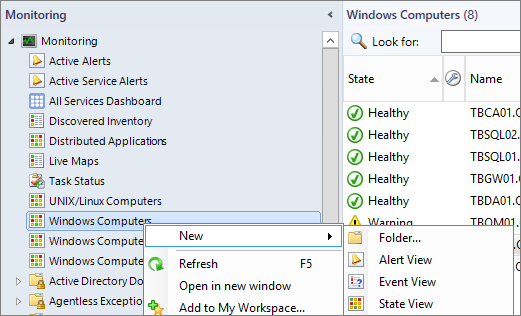 Monitoring
Monitoring
Active Alerts
Active Service Alerts
All Services Dashboard
Discovered Inventory
Distributed Applications
Live Maps
Task Status
UNIX/Linux Computers
Windows Computers
Windows Compute
Windows Compute
Active Directory Do
Agentless Exception
New
Refresh F5
Open in new window
Add to My Workspace...
Folder...
Alert View
Event View
State View
Windows Computers (8)
Look for:
State Name
Healthy TBCA01.C
Healthy TBSQL02.
Healthy TBSQL01.
Healthy TBGW01.C
Healthy TBDA01.C
Warning TBOM01.C